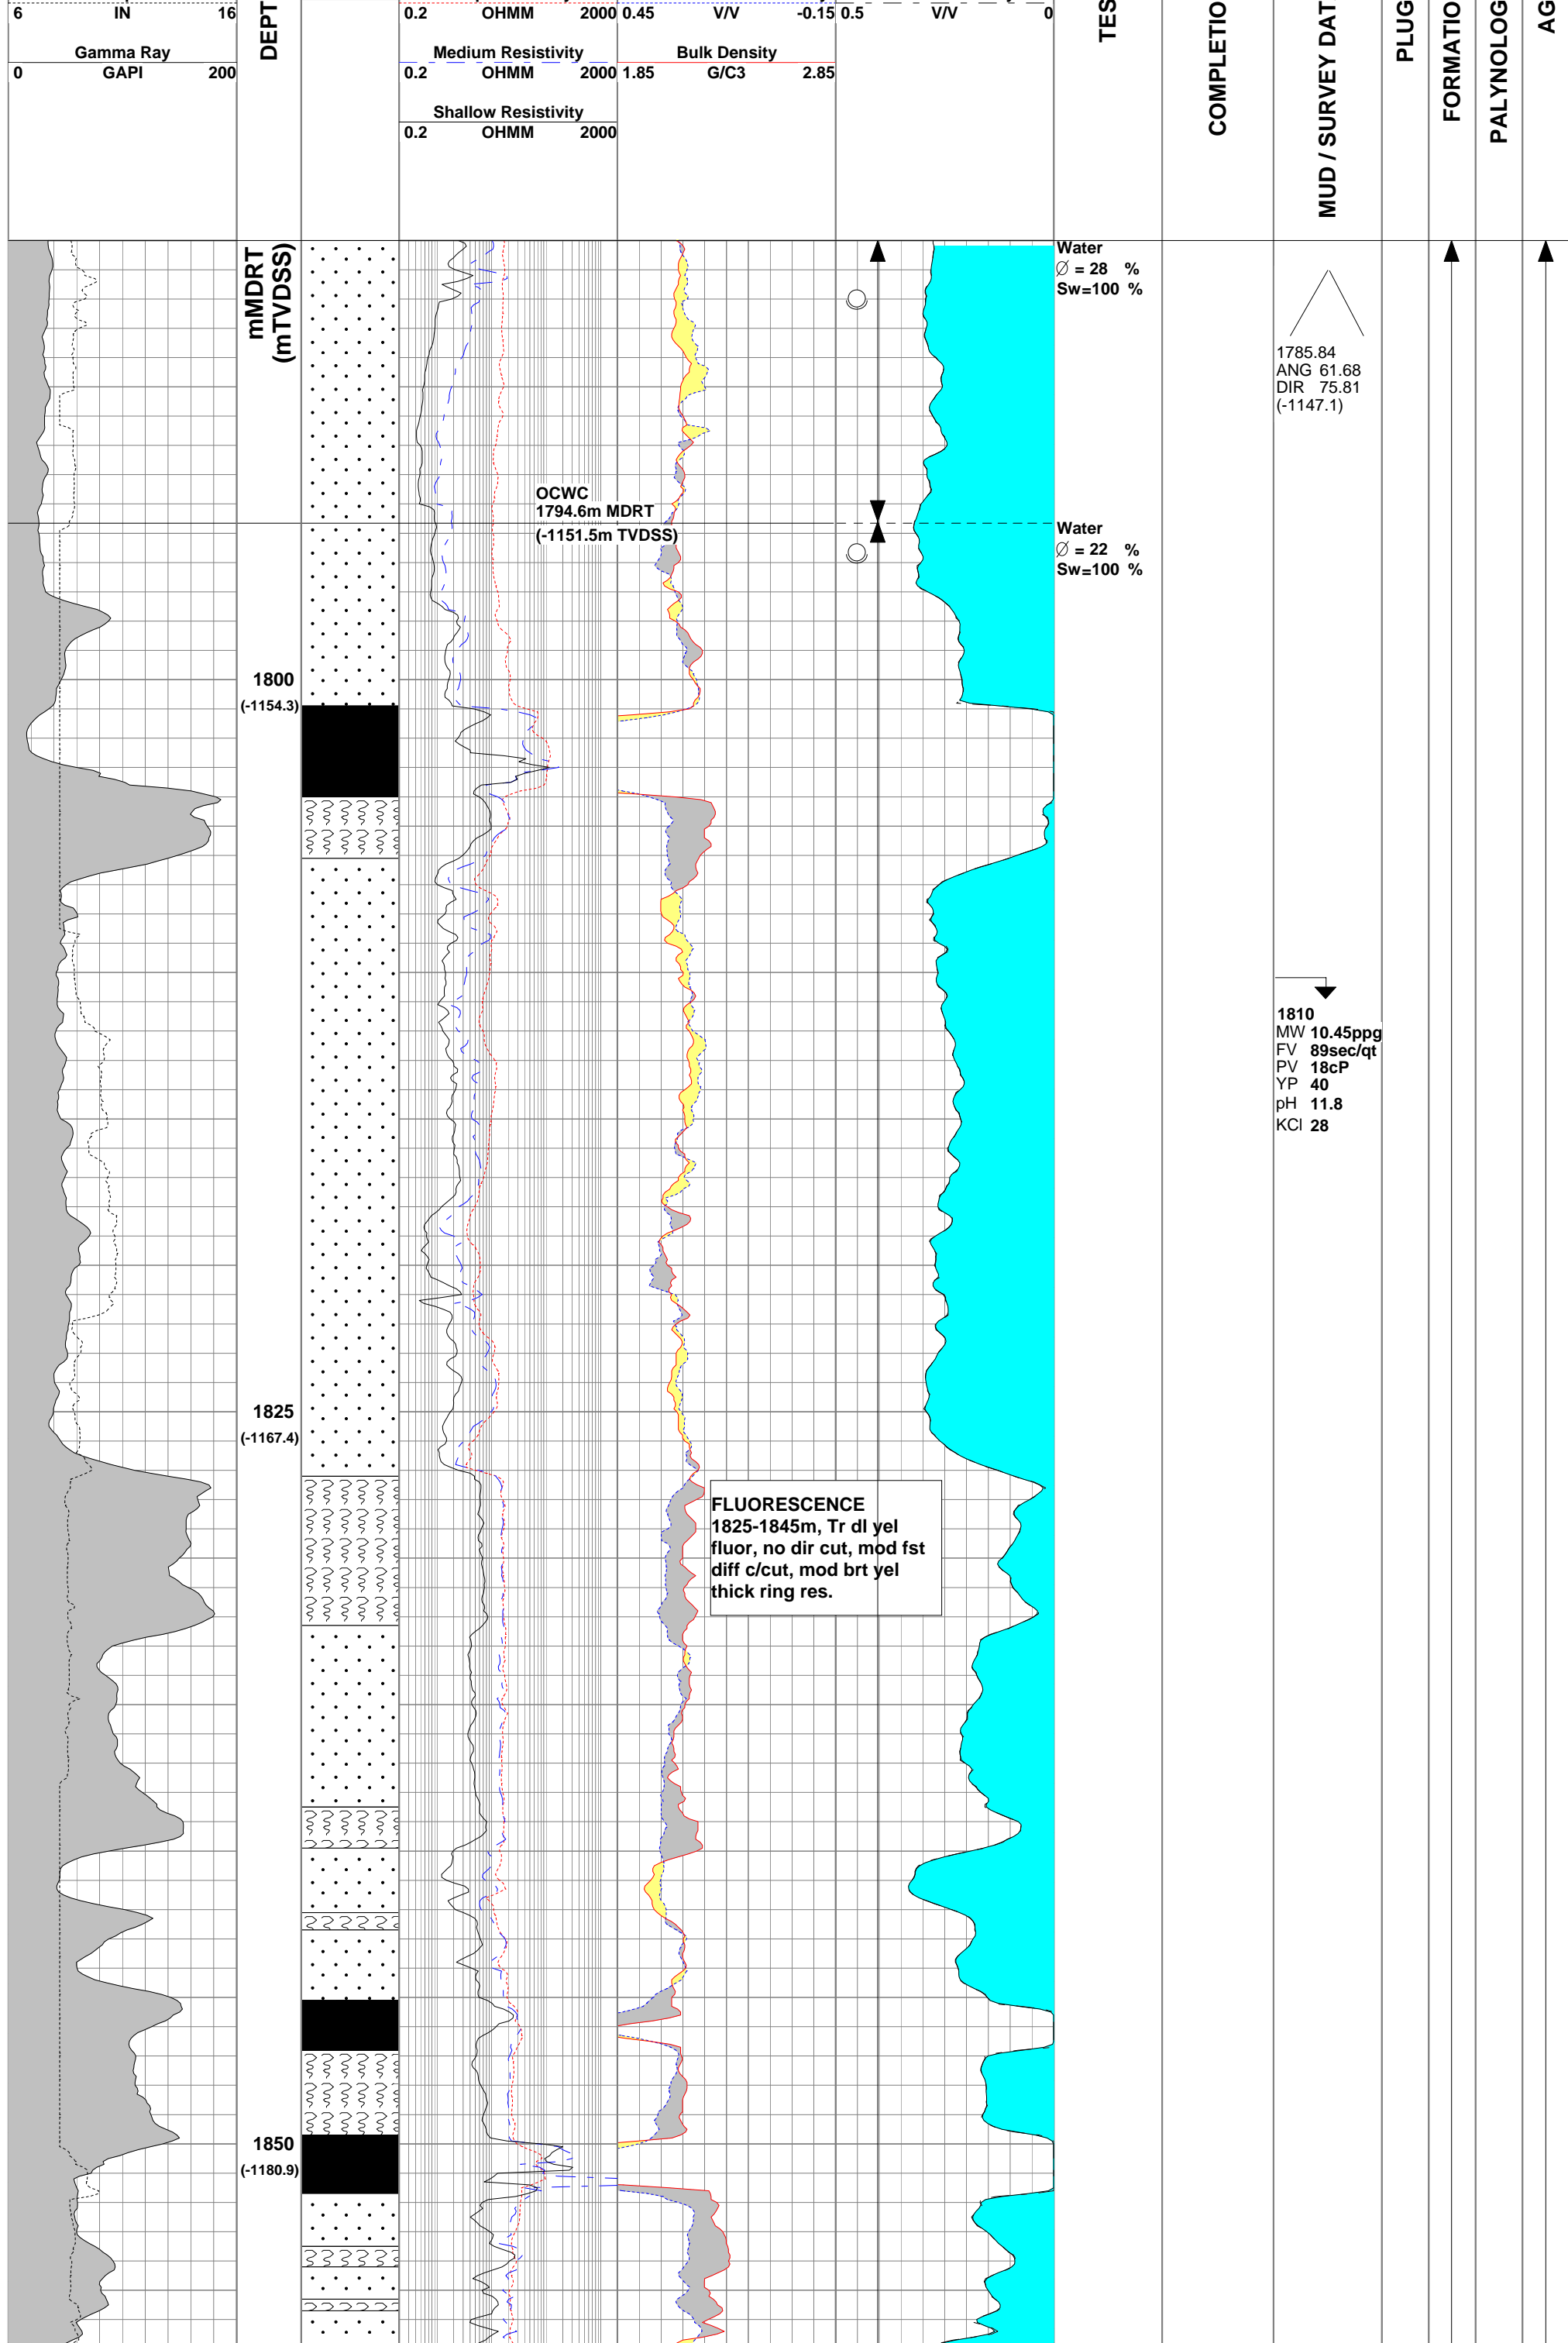 6 IN 16
Gamma Ray
0 GAPI 200
0.2 OHMM 2000
Medium Resistivity
0.2 OHMM 2000
Shallow Resistivity
0.2 OHMM 2000
0.45 V/V -0.15
Bulk Density
1.85 G/C3 2.85
0.5 V/V 0
DEPT
mMDRT
(mTVDSS)
TES
COMPLETIO
MUD / SURVEY DAT
PLUG
FORMATIO
PALYNOLOG
AG
Water
Ø = 28 %
Sw=100 %
1785.84
ANG 61.68
DIR 75.81
(-1147.1)
OCWC
1794.6m MDRT
(-1151.5m TVDSS)
Water
Ø = 22 %
Sw=100 %
1800
(-1154.3)
1810
MW 10.45ppg
FV 89sec/qt
PV 18cP
YP 40
pH 11.8
KCl 28
1825
(-1167.4)
FLUORESCENCE
1825-1845m, Tr dl yel
fluor, no dir cut, mod fst
diff c/cut, mod brt yel
thick ring res.
1850
(-1180.9)